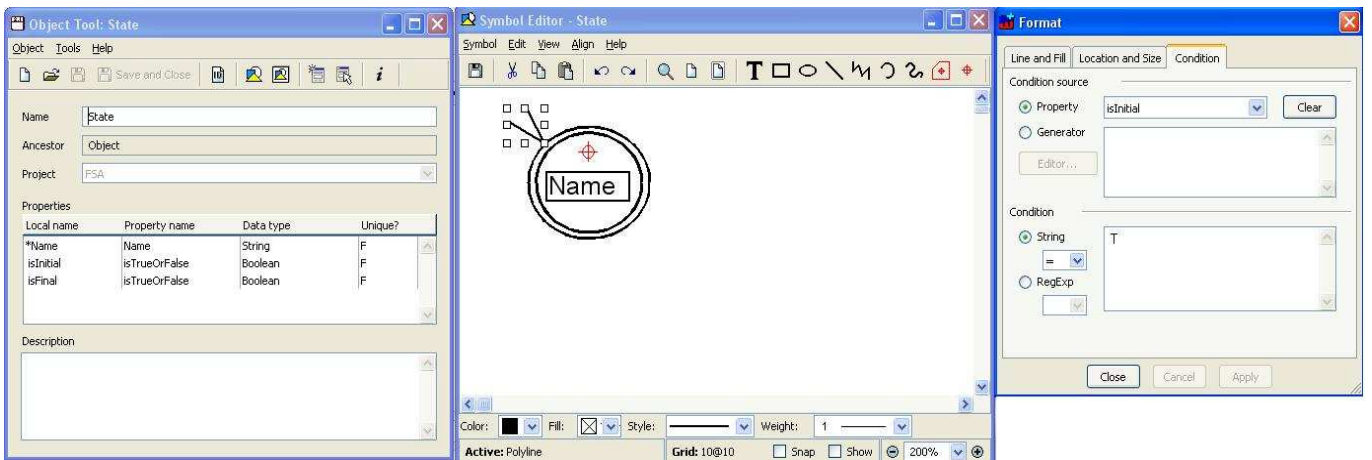 Object Tool: State
Object Tools Help
Save and Close
i
Name State
Ancestor Object
Project FSA
Properties
Local name Property name Data type Unique?
*Name Name String F
isInitial isTrueOrFalse Boolean F
isFinal isTrueOrFalse Boolean F
Description
Symbol Editor - State
Symbol Edit View Align Help
T
Name
Color: Fill: Style: Weight: 1
Active: Polyline Grid: 10@10 Snap Show 200%
Format
Line and Fill Location and Size Condition
Condition source
Property isInitial Clear
Generator
Editor...
Condition
String T
=
RegExp
Close Cancel Apply